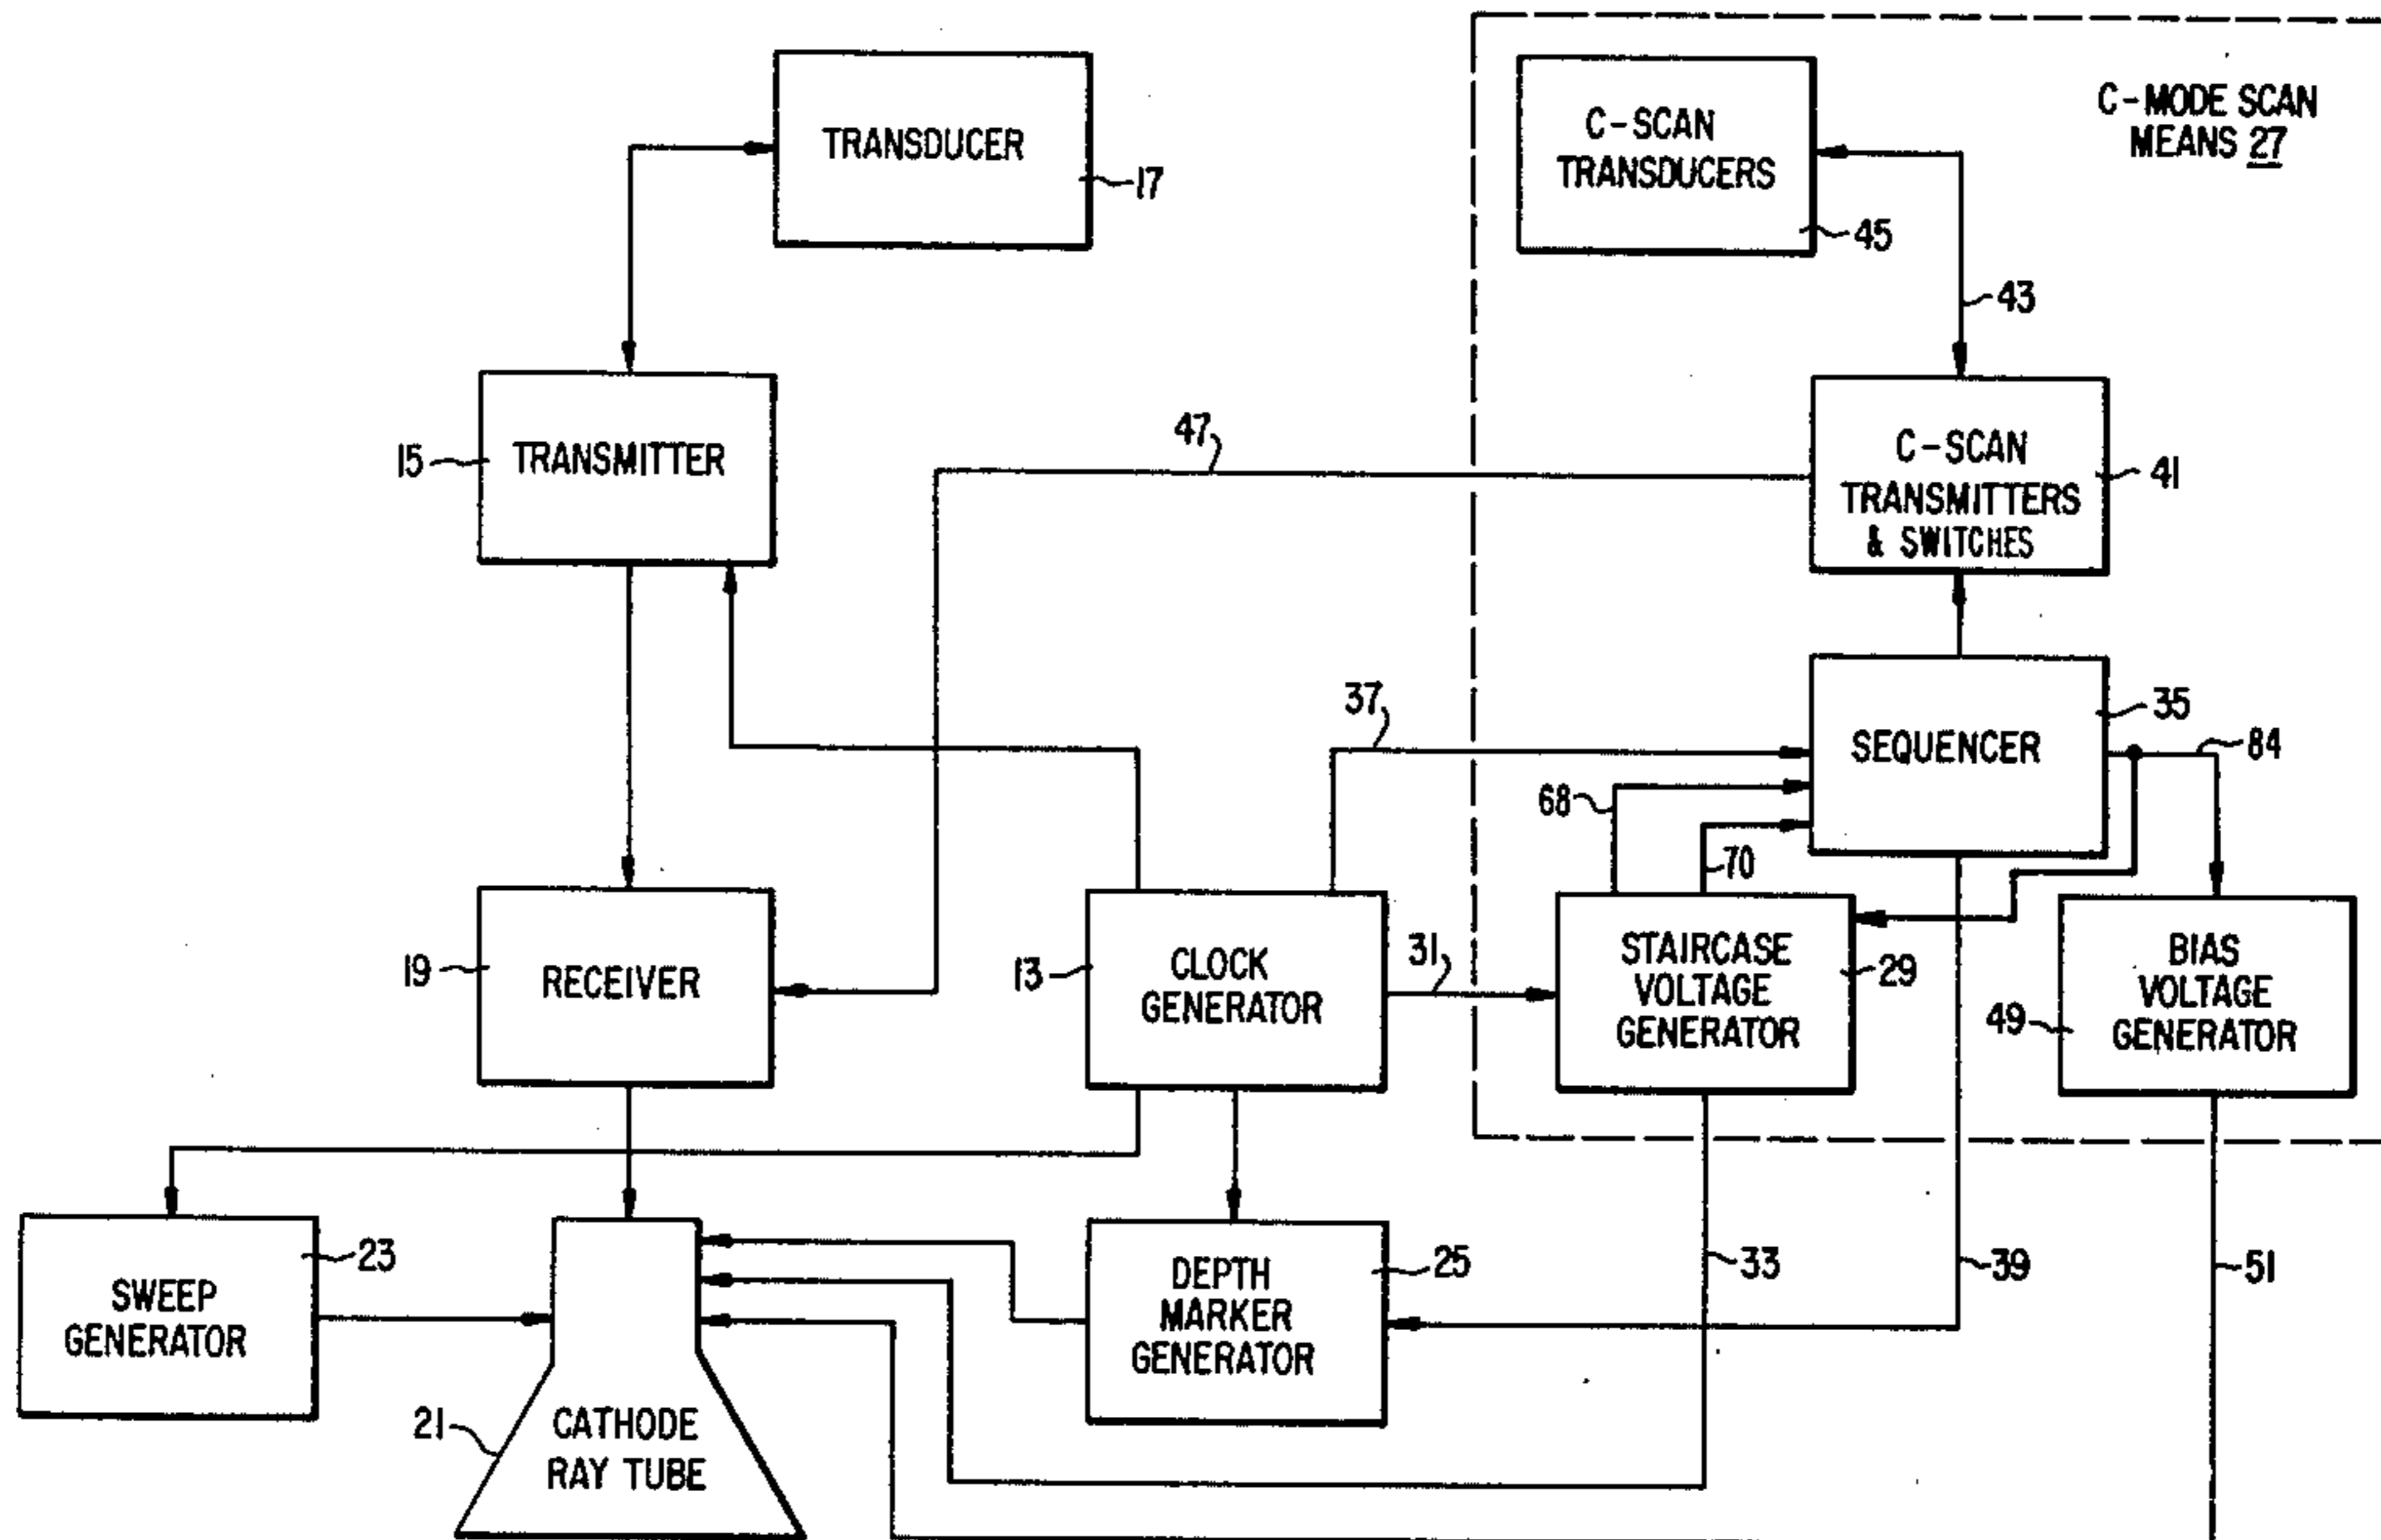 TRANSDUCER
17
C-SCAN
TRANSDUCERS
45
C-MODE SCAN
MEANS 27
43
15
TRANSMITTER
47
C-SCAN
TRANSMITTERS
& SWITCHES
41
37
SEQUENCER
35
84
68
70
19
RECEIVER
13
CLOCK
GENERATOR
31
STAIRCASE
VOLTAGE
GENERATOR
29
49
BIAS
VOLTAGE
GENERATOR
SWEEP
GENERATOR
23
21
CATHODE
RAY TUBE
DEPTH
MARKER
GENERATOR
25
33
39
51